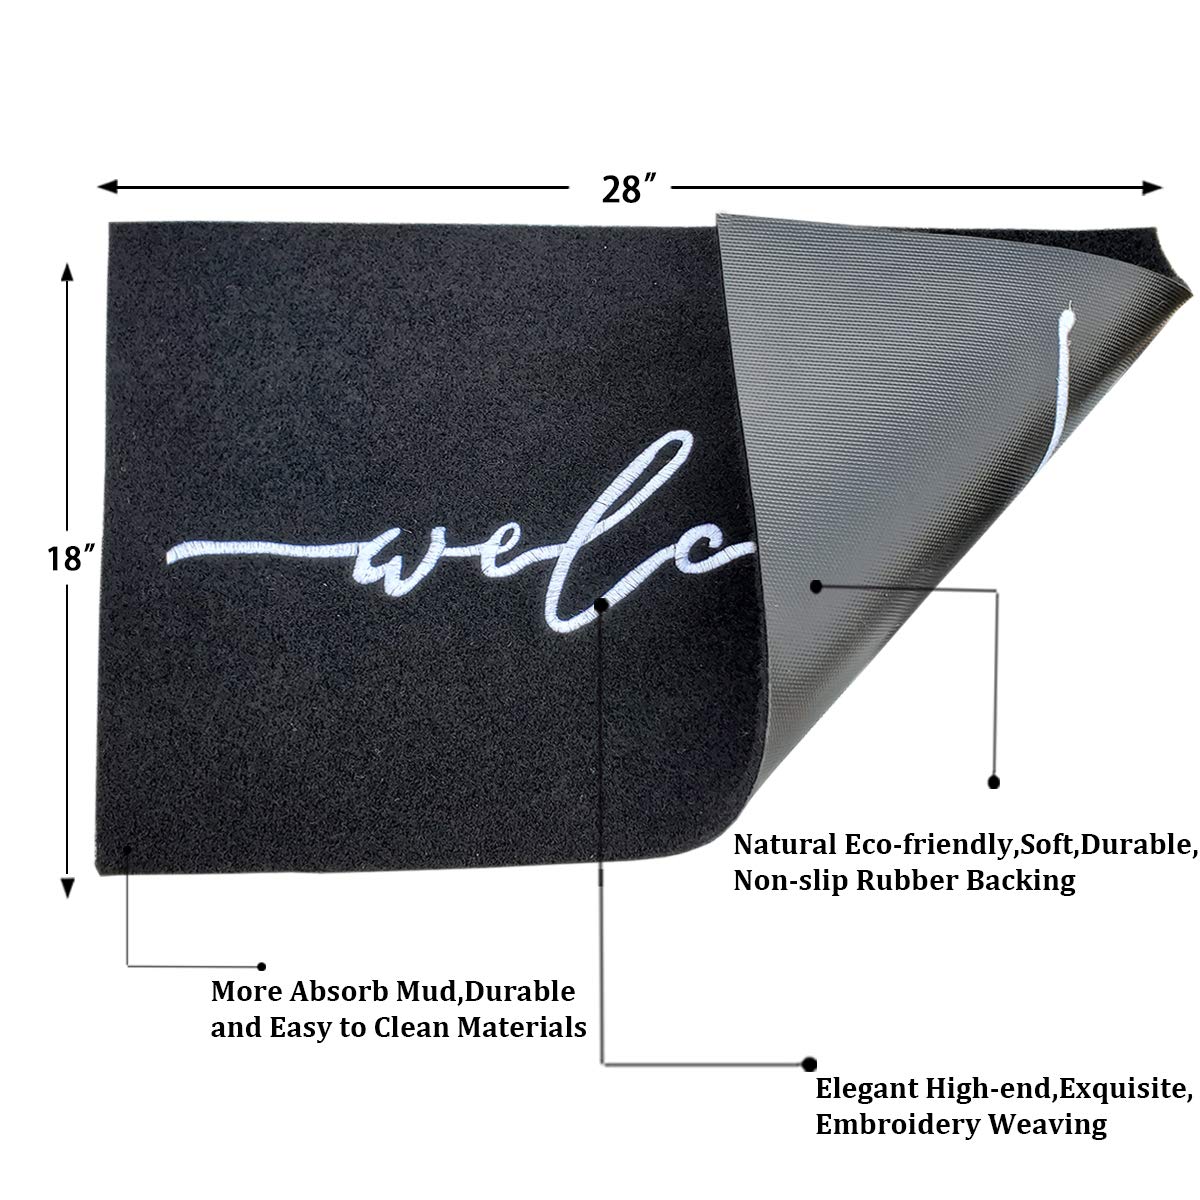 28″
18″
welc
Natural Eco-friendly,Soft,Durable,
Non-slip Rubber Backing
More Absorb Mud,Durable
and Easy to Clean Materials
Elegant High-end,Exquisite,
Embroidery Weaving